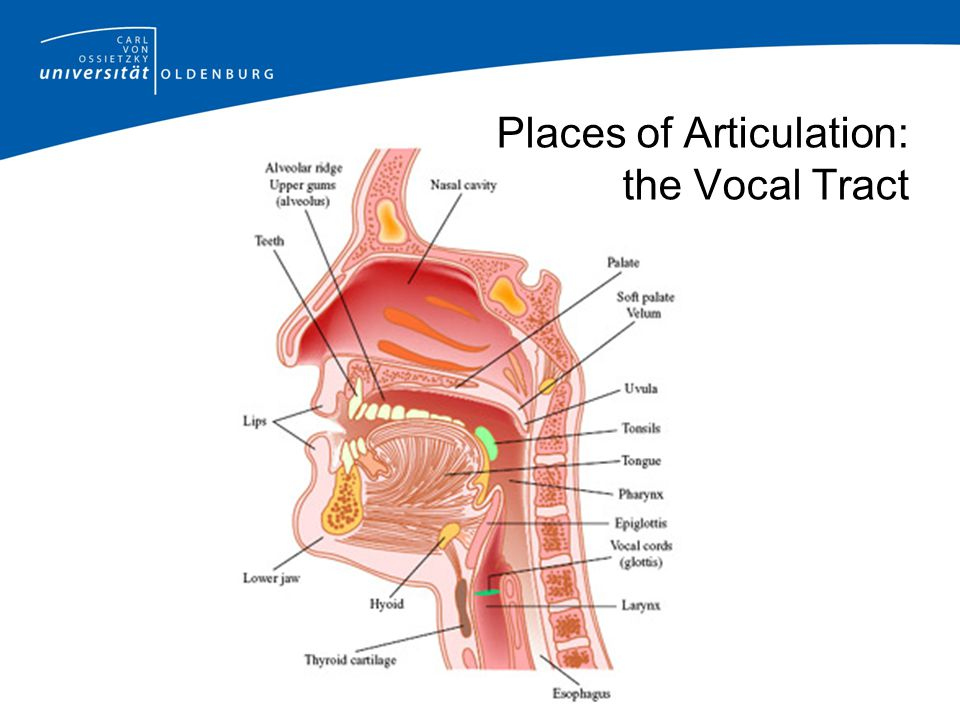 CARL
VON
OSSIETZKY
universität OLDENBURG
Places of Articulation:
the Vocal Tract
Alveolar ridge
Upper gums
(alveolus)
Nasal cavity
Teeth
Palate
Soft palate
Velum
Uvula
Lips
Tonsils
Tongue
Pharynx
Epiglottis
Vocal cords
(glottis)
Lower jaw
Hyoid
Larynx
Thyroid cartilage
Esophagus